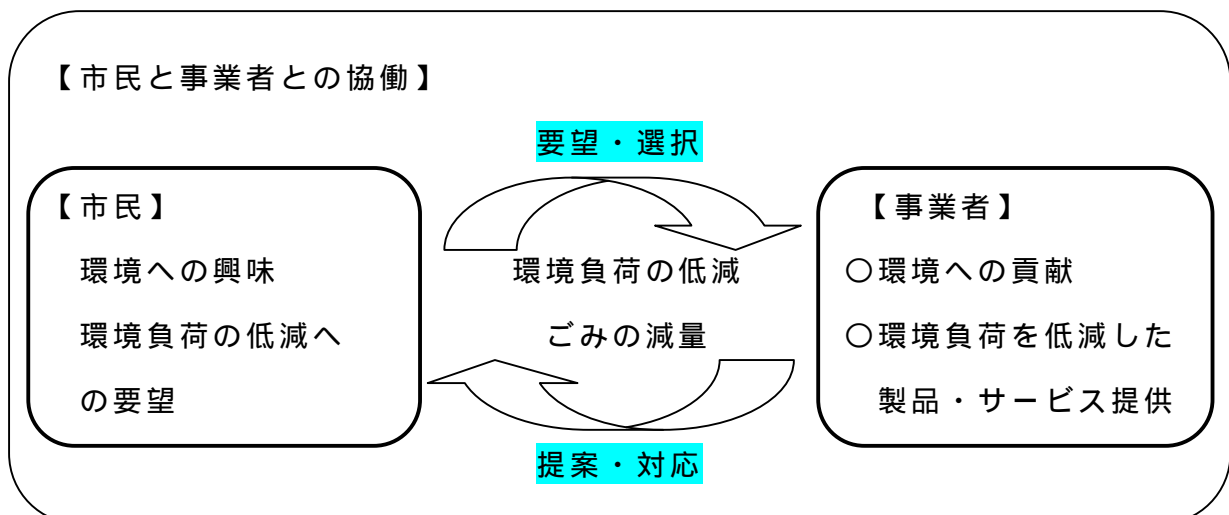 【市民と事業者との協働】
要望・選択
【市民】
環境への興味
環境負荷の低減へ
の要望
環境負荷の低減
ごみの減量
【事業者】
〇環境への貢献
〇環境負荷を低減した
製品・サービス提供
提案・対応